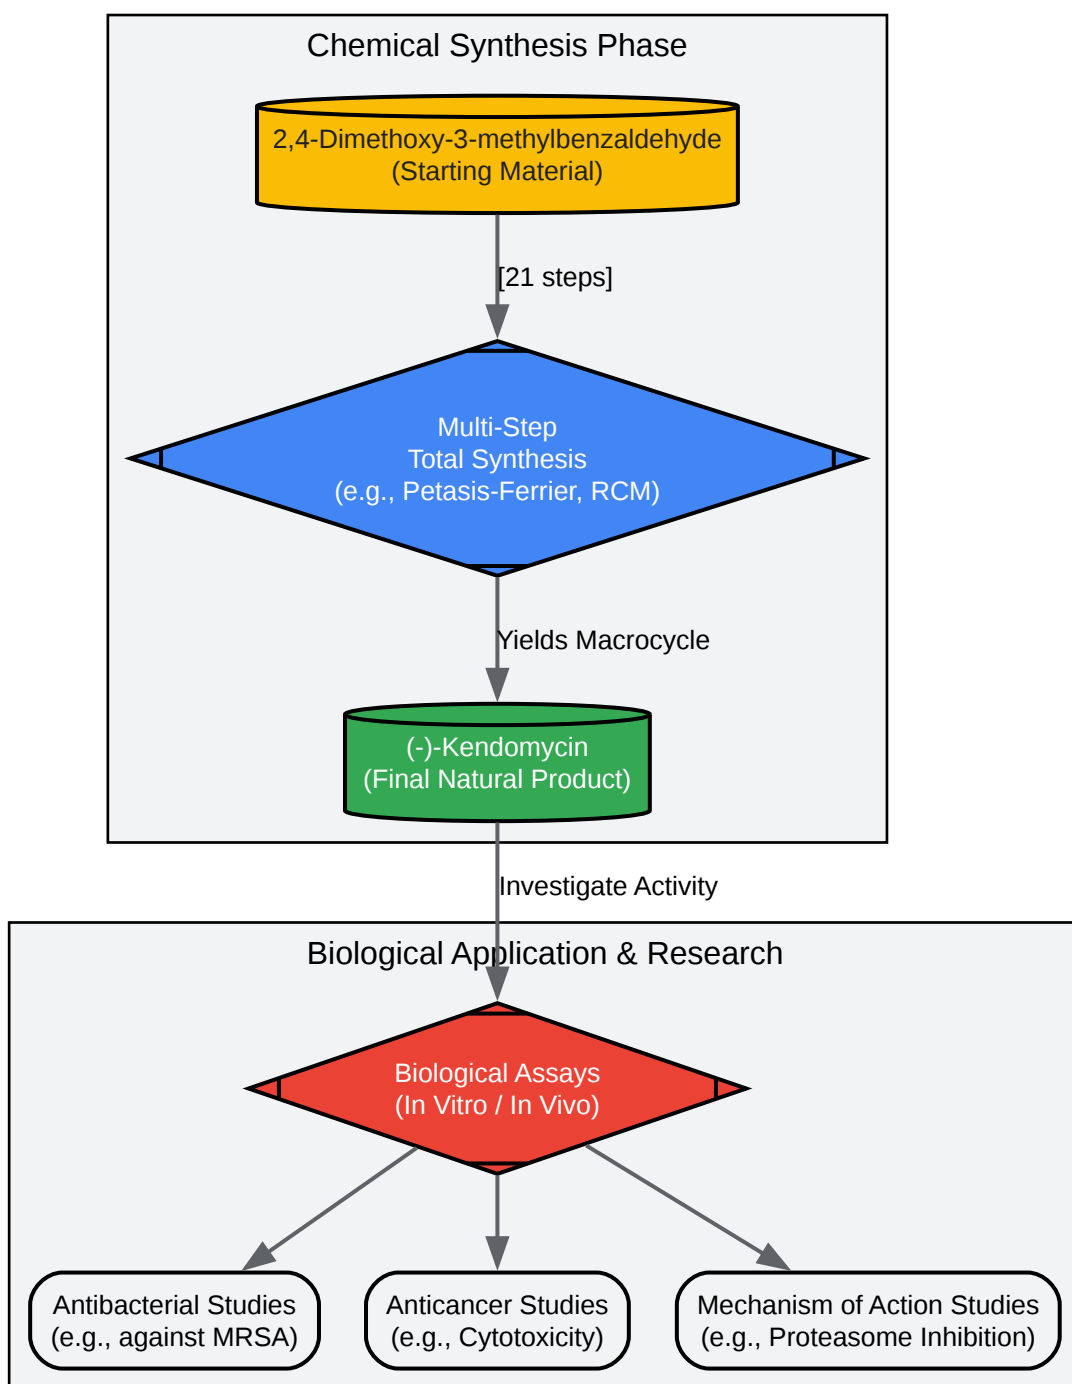 Chemical Synthesis Phase
2,4-Dimethoxy-3-methylbenzaldehyde
(Starting Material)
[21 steps]
Multi-Step
Total Synthesis
(e.g., Petasis-Ferrier, RCM)
Yields Macrocycle
(-)-Kendomycin
(Final Natural Product)
Investigate Activity
Biological Application & Research
Biological Assays
(In Vitro / In Vivo)
Antibacterial Studies
(e.g., against MRSA)
Anticancer Studies
(e.g., Cytotoxicity)
Mechanism of Action Studies
(e.g., Proteasome Inhibition)